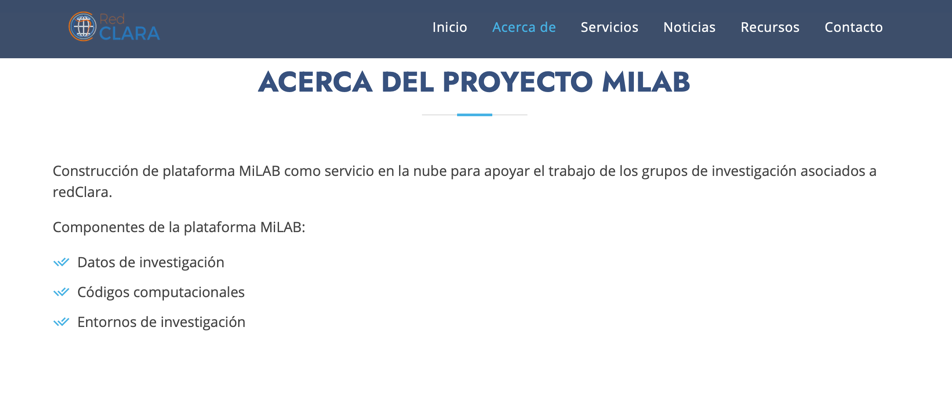 Red
CLARA
Inicio Acerca de Servicios Noticias Recursos Contacto
ACERCA DEL PROYECTO MILAB
Construcción de plataforma MiLAB como servicio en la nube para apoyar el trabajo de los grupos de investigación asociados a
redClara.
Componentes de la plataforma MiLAB:
Datos de investigación
Códigos computacionales
Entornos de investigación